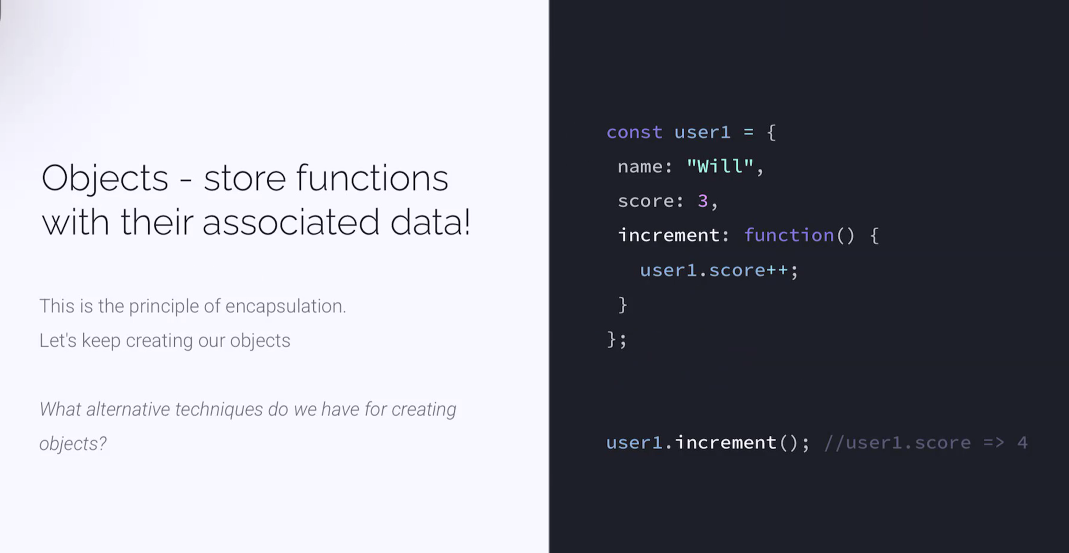 Objects - store functions
with their associated data!
This is the principle of encapsulation.
Let's keep creating our objects
What alternative techniques do we have for creating
objects?
const user1 = {
name: "Will",
score: 3,
increment: function() {
user1.score++;
}
};
user1.increment(); //user1.score => 4